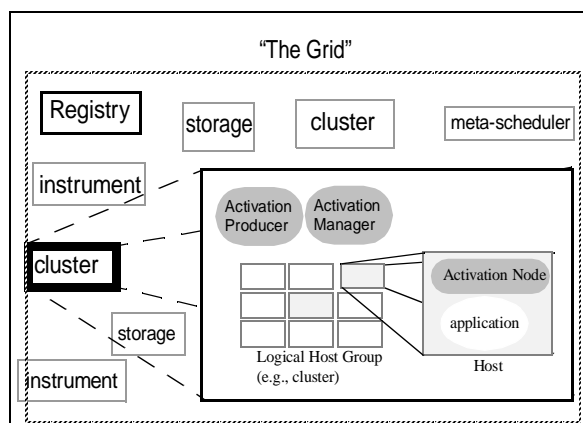 “The Grid”
Registry
storage
cluster
meta-scheduler
instrument
Activation
Producer
Activation
Manager
cluster
Activation Node
application
storage
Logical Host Group
(e.g., cluster)
Host
instrument